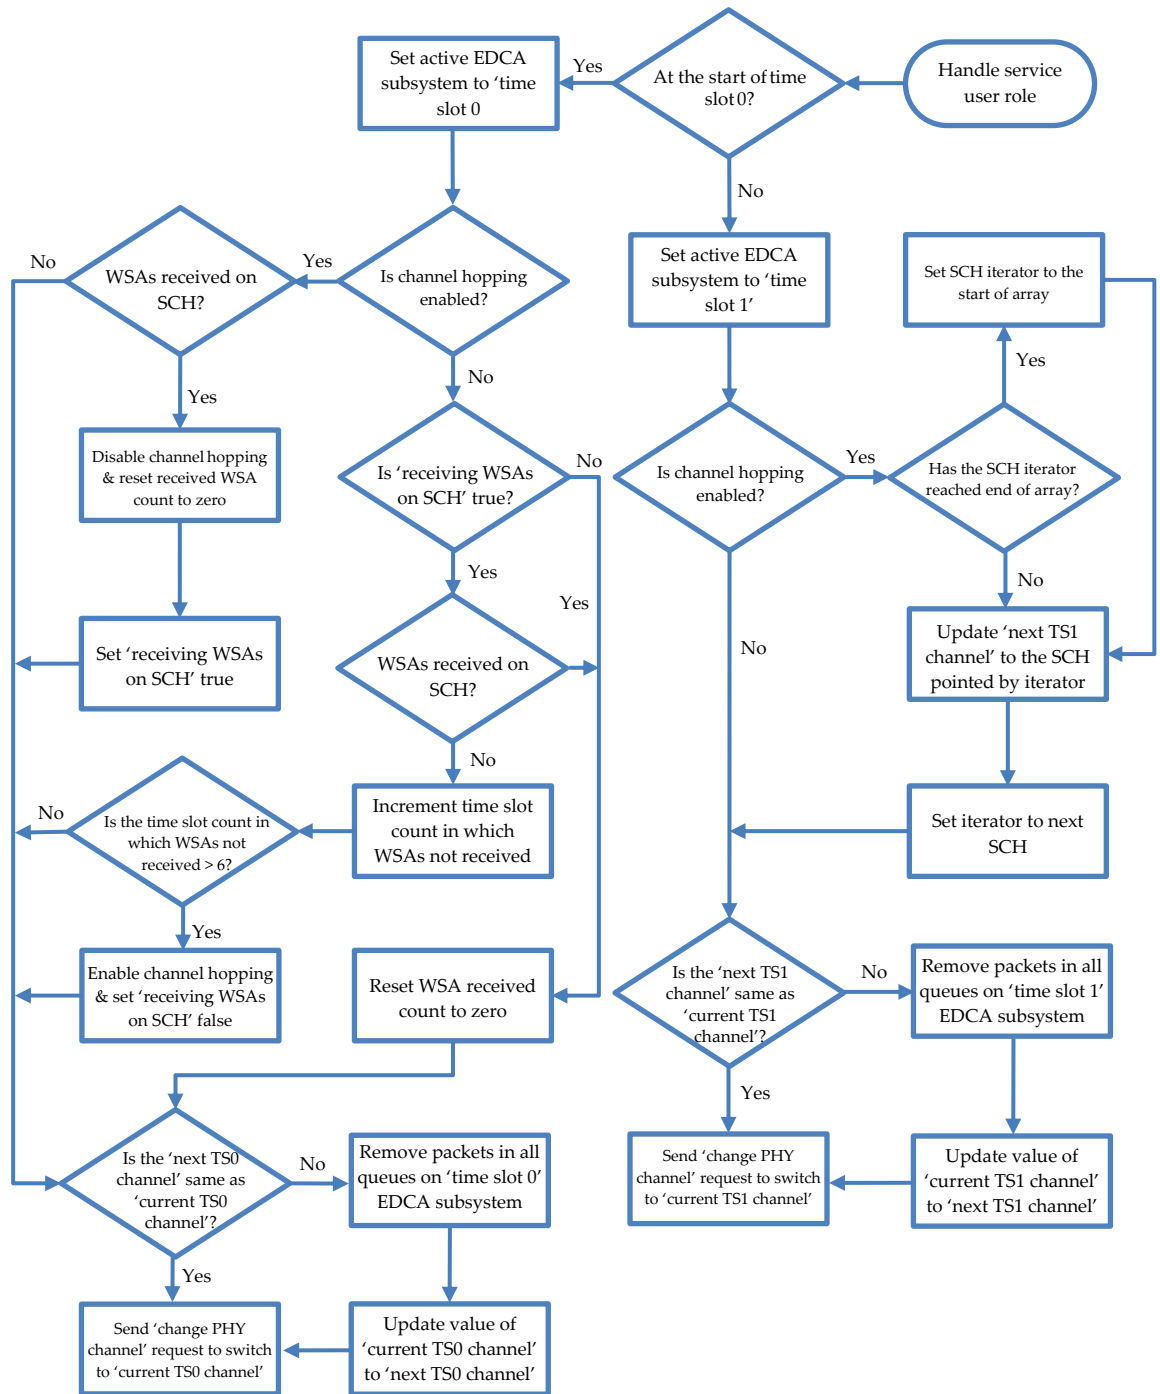 Set active EDCA
subsystem to ‘time
slot 0
Yes
At the start of time
slot 0?
Handle service
user role
No
No
WSAs received on
SCH?
Yes
Is channel hopping
enabled?
Set active EDCA
subsystem to ‘time
slot 1’
Set SCH iterator to the
start of array
Yes
No
Yes
Disable channel hopping
& reset received WSA
count to zero
Is ‘receiving WSAs
on SCH’ true?
No
Is channel hopping
enabled?
Yes
Has the SCH iterator
reached end of array?
Yes
Yes
No
Set ‘receiving WSAs
on SCH’ true
WSAs received on
SCH?
No
Update ‘next TS1
channel’ to the SCH
pointed by iterator
No
No
Is the time slot count in
which WSAs not
received > 6?
Increment time slot
count in which
WSAs not received
Set iterator to next
SCH
Yes
Enable channel hopping
& set ‘receiving WSAs
on SCH’ false
Reset WSA received
count to zero
Is the ‘next TS1
channel’ same as
‘current TS1
channel’?
No
Remove packets in all
queues on ‘time slot 1’
EDCA subsystem
Yes
Is the ‘next TS0
channel’ same as
‘current TS0
channel’?
No
Remove packets in all
queues on ‘time slot 0’
EDCA subsystem
Send ‘change PHY
channel’ request to switch
to ‘current TS1 channel’
Update value of
‘current TS1 channel’
to ‘next TS1 channel’
Yes
Send ‘change PHY
channel’ request to switch
to ‘current TS0 channel’
Update value of
‘current TS0 channel’
to ‘next TS0 channel’